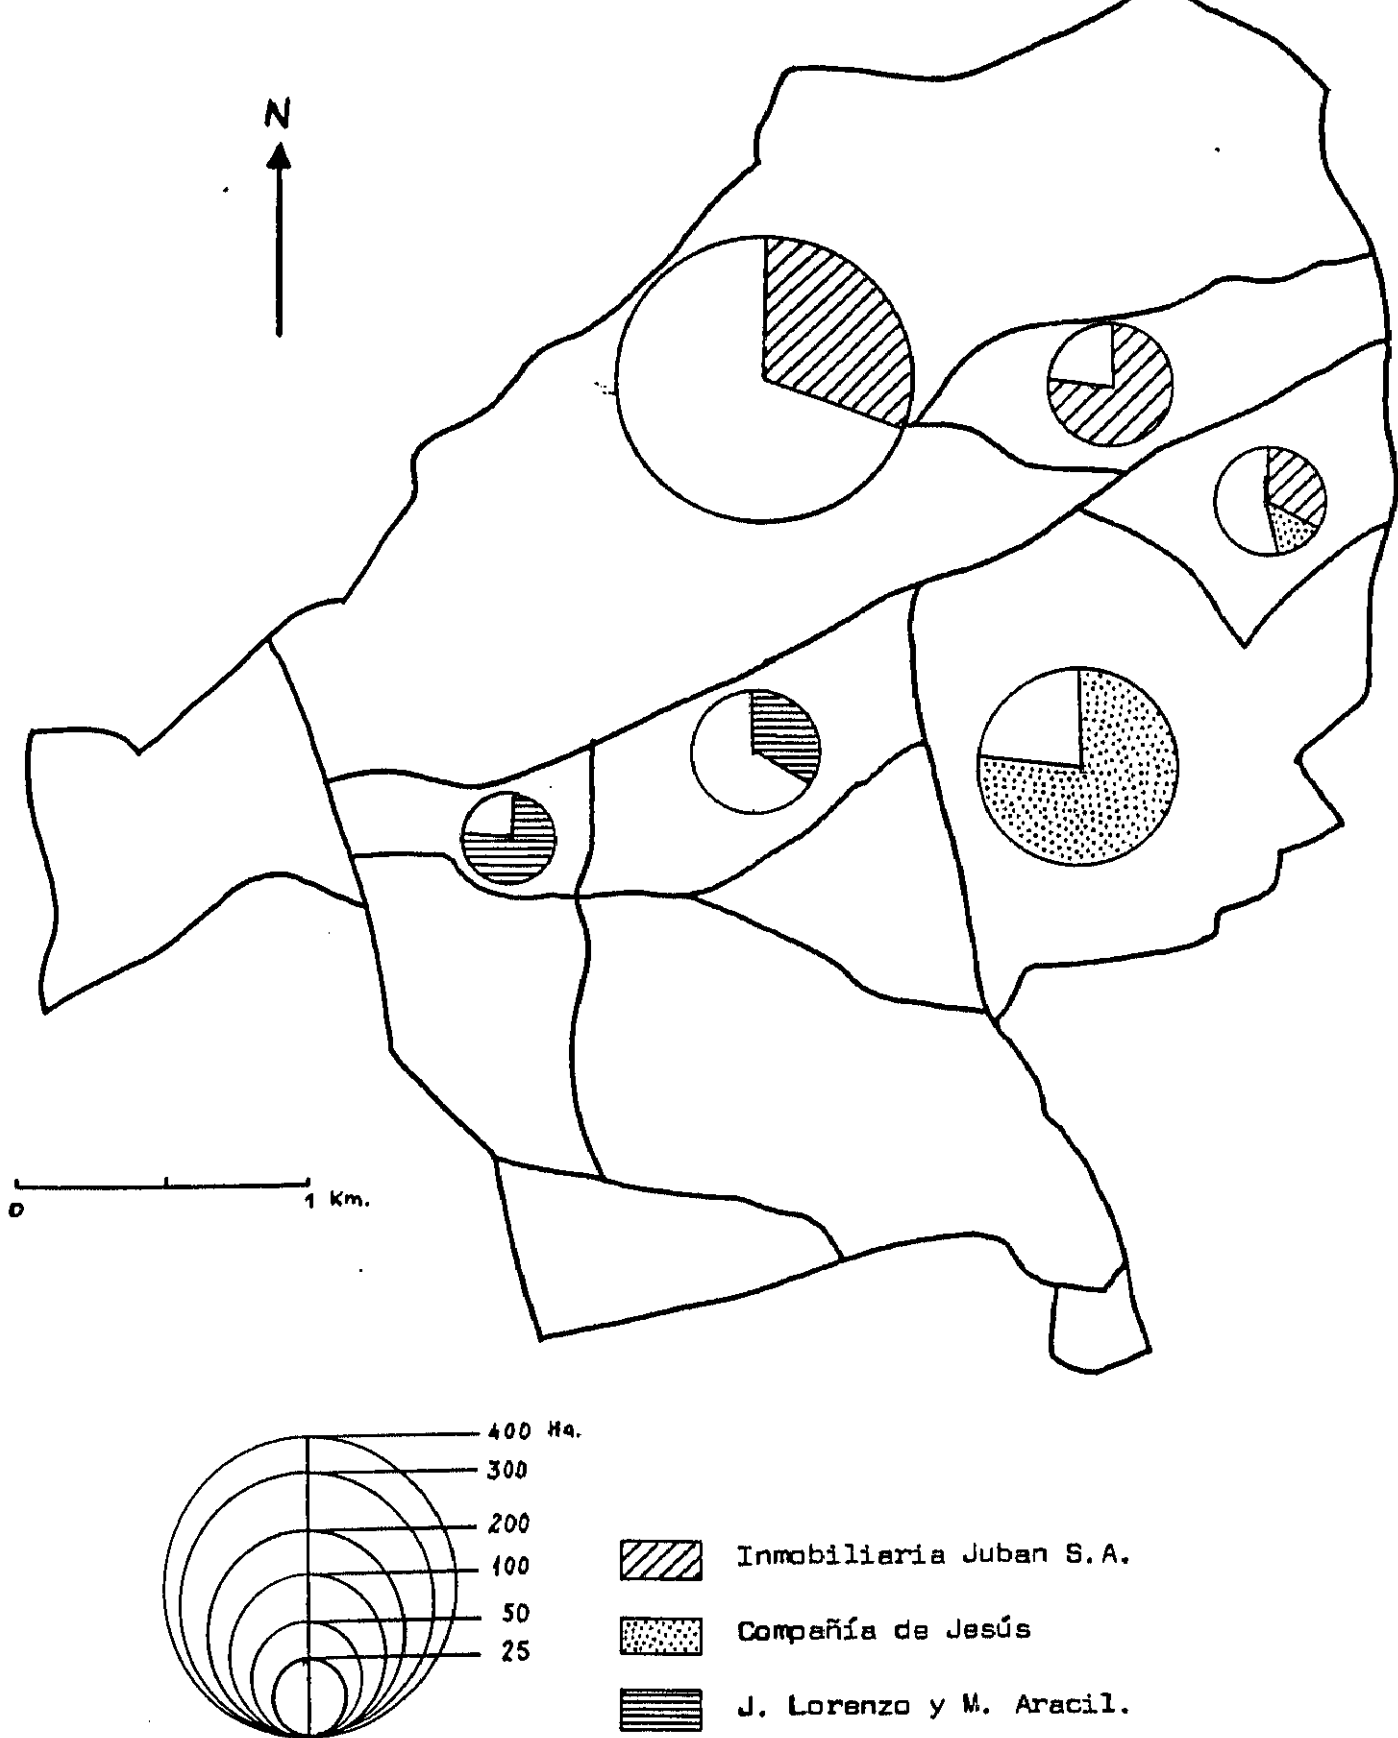 N
0 1 Km.
400 Ha.
300
200
100
50
25
Inmobiliaria Juban S.A.
Compañía de Jesús
J. Lorenzo y M. Aracil.